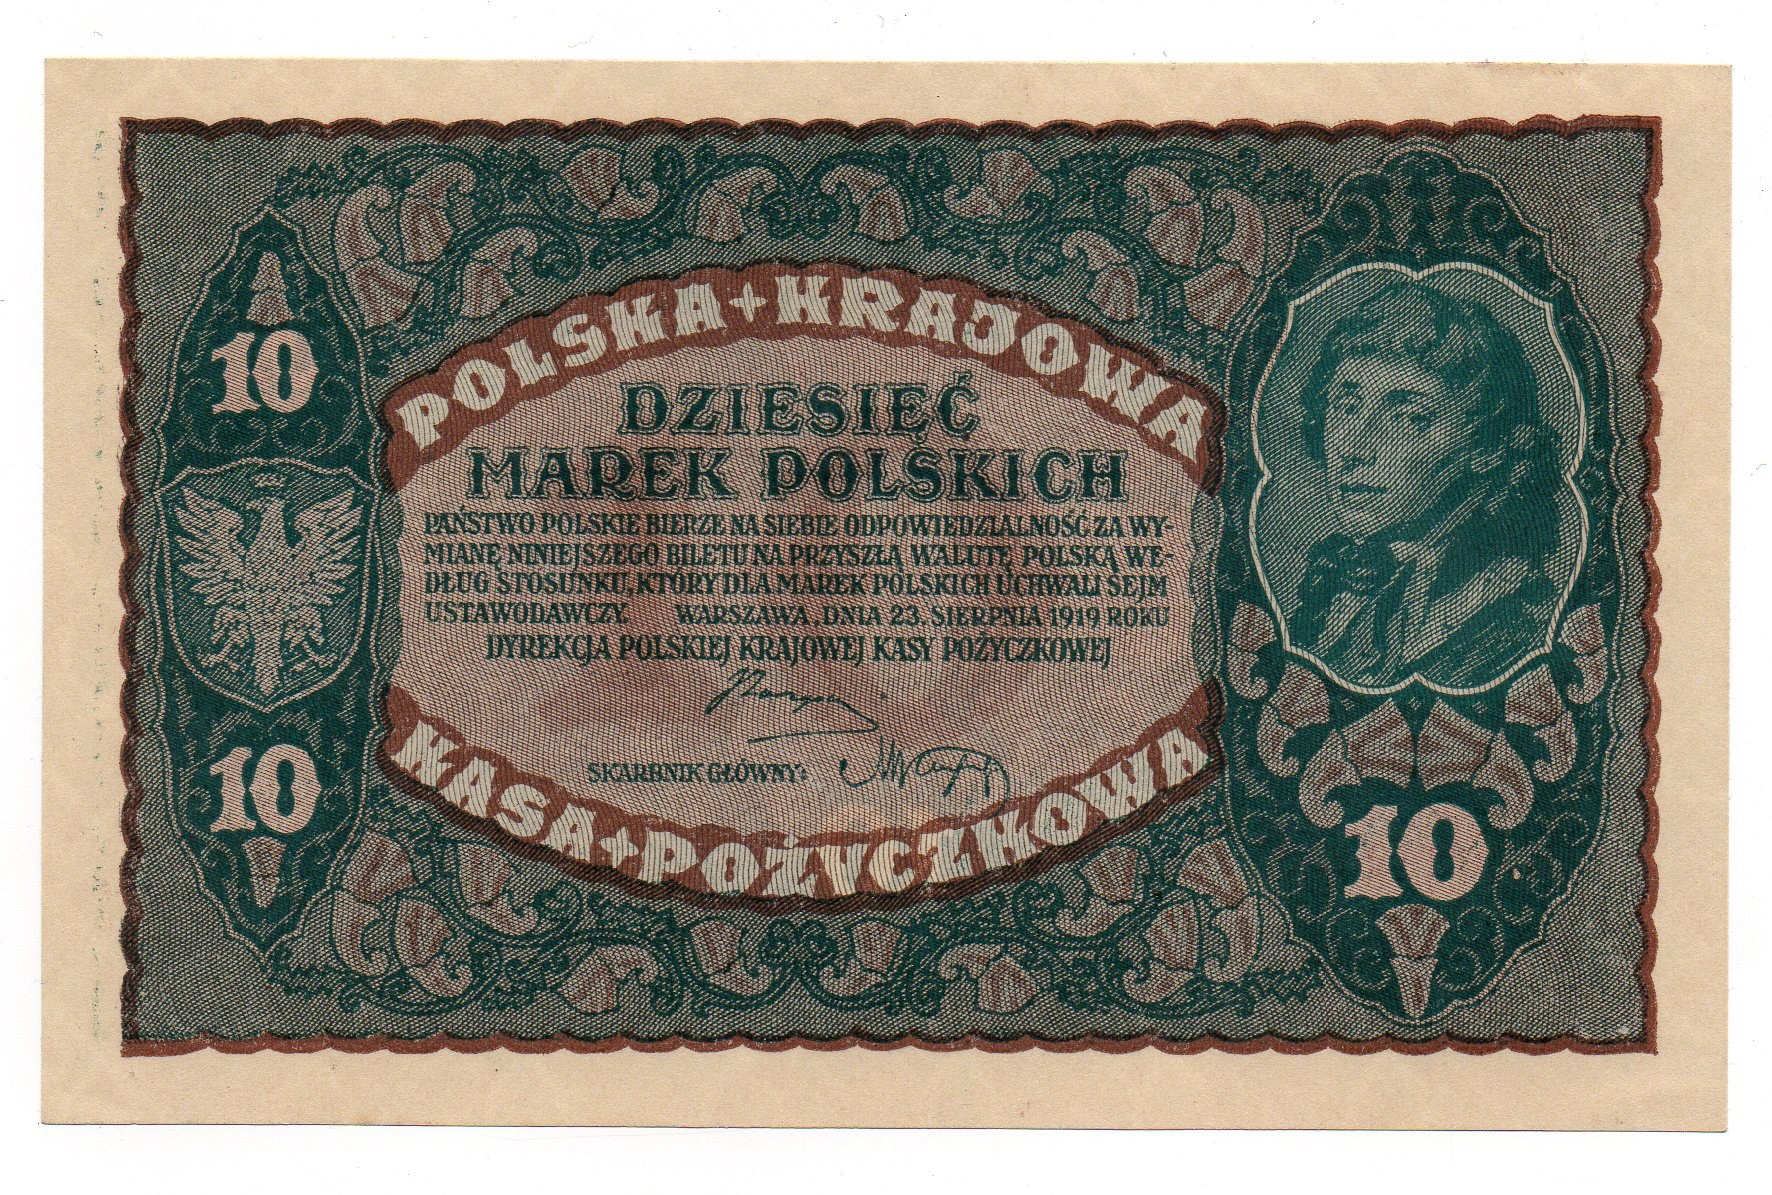 POLSKA + KRAJOWA
10
DZIESIĘĆ
MAREK POLSKICH
PAŃSTWO POLSKIE BIERZE NA SIEBIE ODPOWIEDZIALNOŚĆ ZA WY-
MIANĘ NINIEJSZEGO BILETU NA PRZYSZŁĄ WALUTĘ POLSKĄ WE-
DŁUG STOSUNKU, KTÓRY DLA MAREK POLSKICH UCHWALI SEJM
USTAWODAWCZY. WARSZAWA, DNIA 23. SIERPNIA 1919 ROKU
DYREKCJA POLSKIEJ KRAJOWEJ KASY POŻYCZKOWEJ
SKARBNIK GŁÓWNY:
10
10
KASA + POŻYCZKOWA